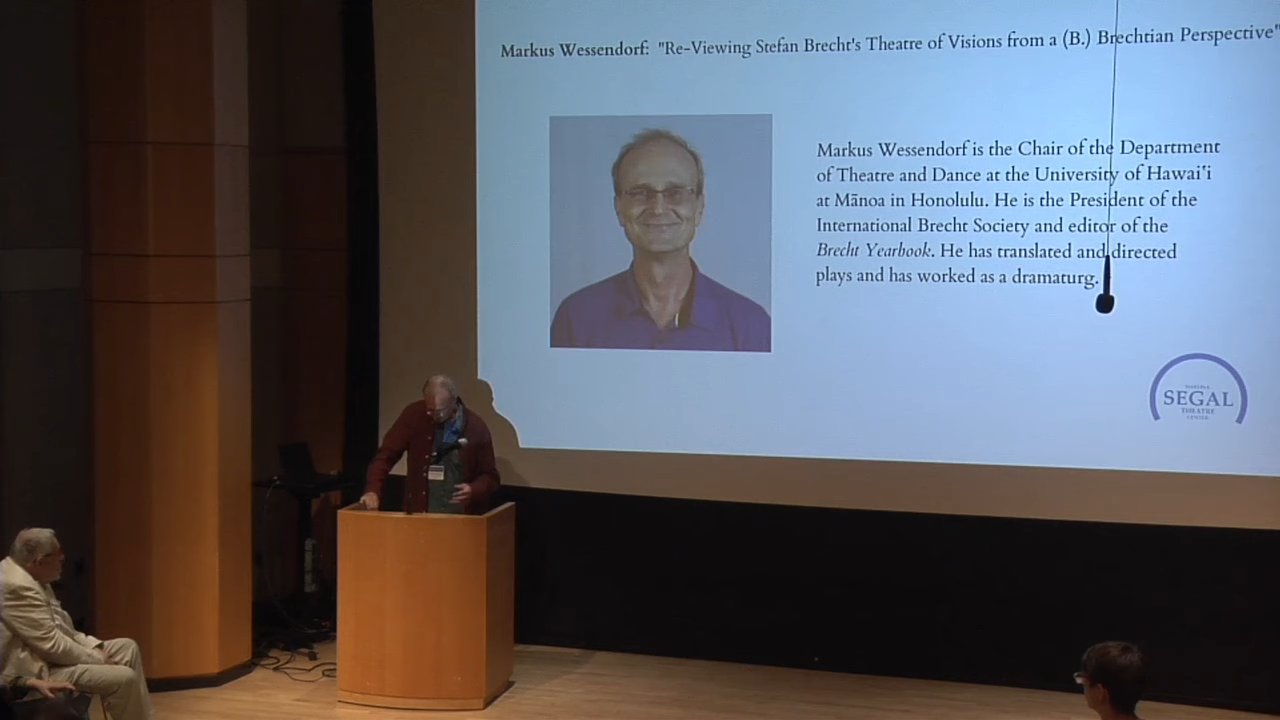 Markus Wessendorf: "Re-Viewing Stefan Brecht's Theatre of Visions from a (B.) Brechtian Perspective"
Markus Wessendorf is the Chair of the Department
of Theatre and Dance at the University of Hawai'i
at Mānoa in Honolulu. He is the President of the
International Brecht Society and editor of the
Brecht Yearbook. He has translated and directed
plays and has worked as a dramaturg.
SEGAL
THEATRE
CENTER